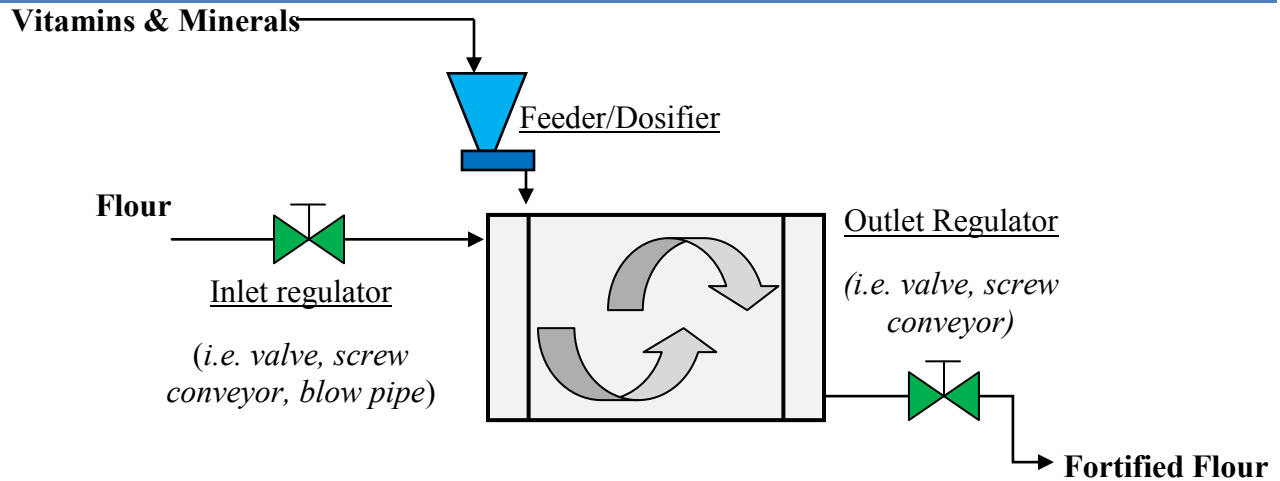 Vitamins & Minerals
Feeder/Dosifier
Flour
Inlet regulator
(i.e. valve, screw
conveyor, blow pipe)
Outlet Regulator
(i.e. valve, screw
conveyor)
Fortified Flour